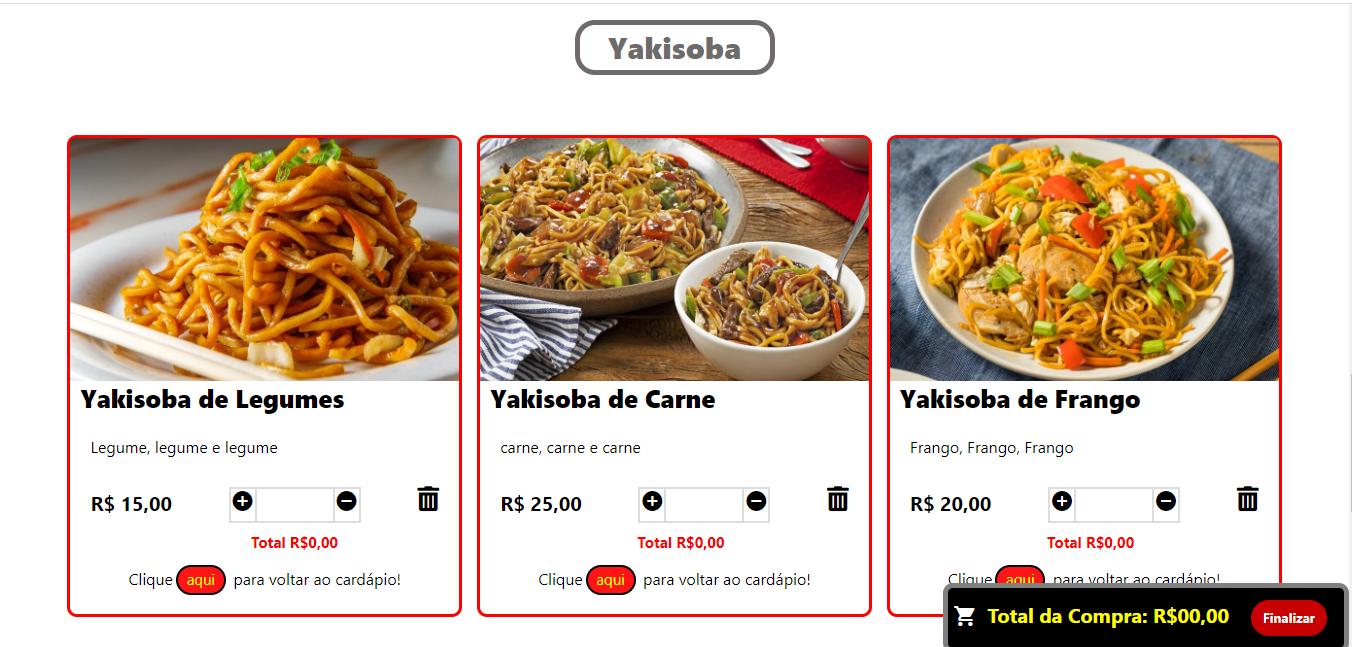 Yakisoba
Yakisoba de Legumes
Legume, legume e legume
R$ 15,00
Total R$0,00
Clique aqui para voltar ao cardápio!
Yakisoba de Carne
carne, carne e carne
R$ 25,00
Total R$0,00
Clique aqui para voltar ao cardápio!
Yakisoba de Frango
Frango, Frango, Frango
R$ 20,00
Total R$0,00
Clique aqui para voltar ao cardápio!
Total da Compra: R$00,00 Finalizar